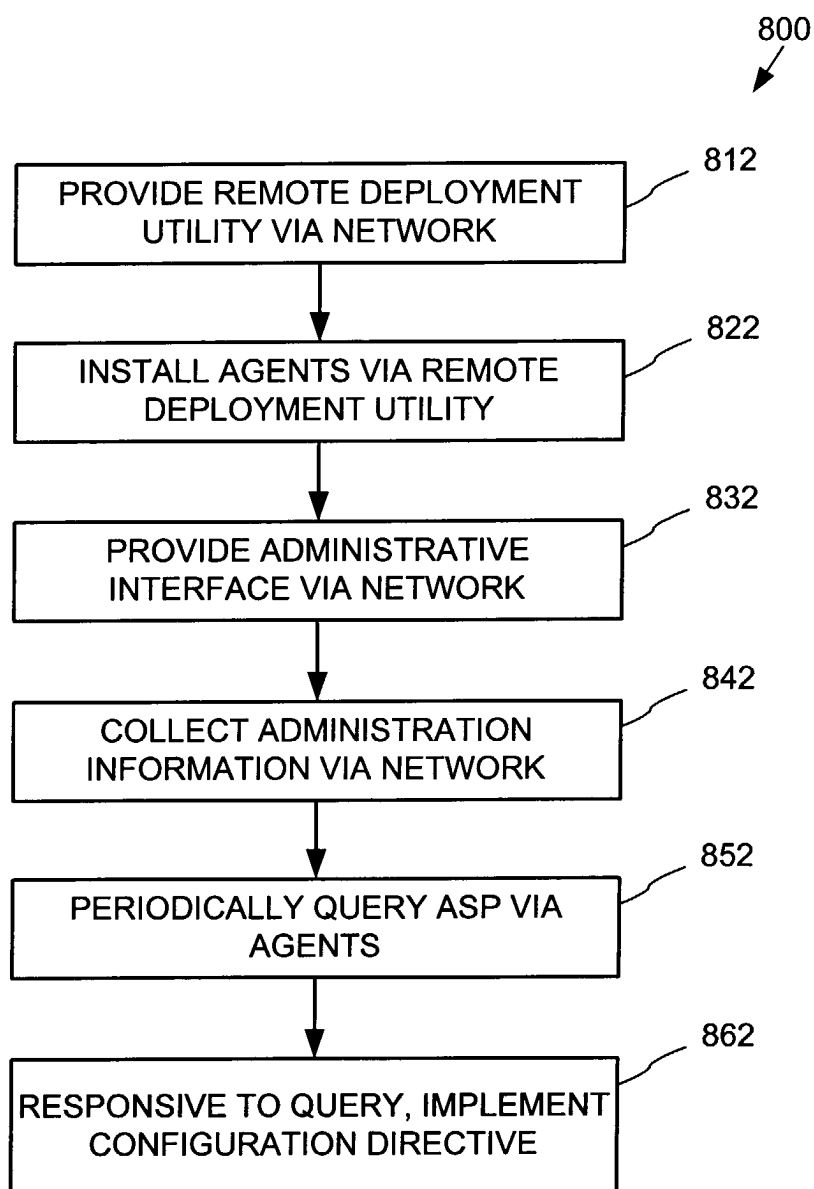 800
PROVIDE REMOTE DEPLOYMENT
UTILITY VIA NETWORK
812
INSTALL AGENTS VIA REMOTE
DEPLOYMENT UTILITY
822
PROVIDE ADMINISTRATIVE
INTERFACE VIA NETWORK
832
COLLECT ADMINISTRATION
INFORMATION VIA NETWORK
842
PERIODICALLY QUERY ASP VIA
AGENTS
852
RESPONSIVE TO QUERY, IMPLEMENT
CONFIGURATION DIRECTIVE
862